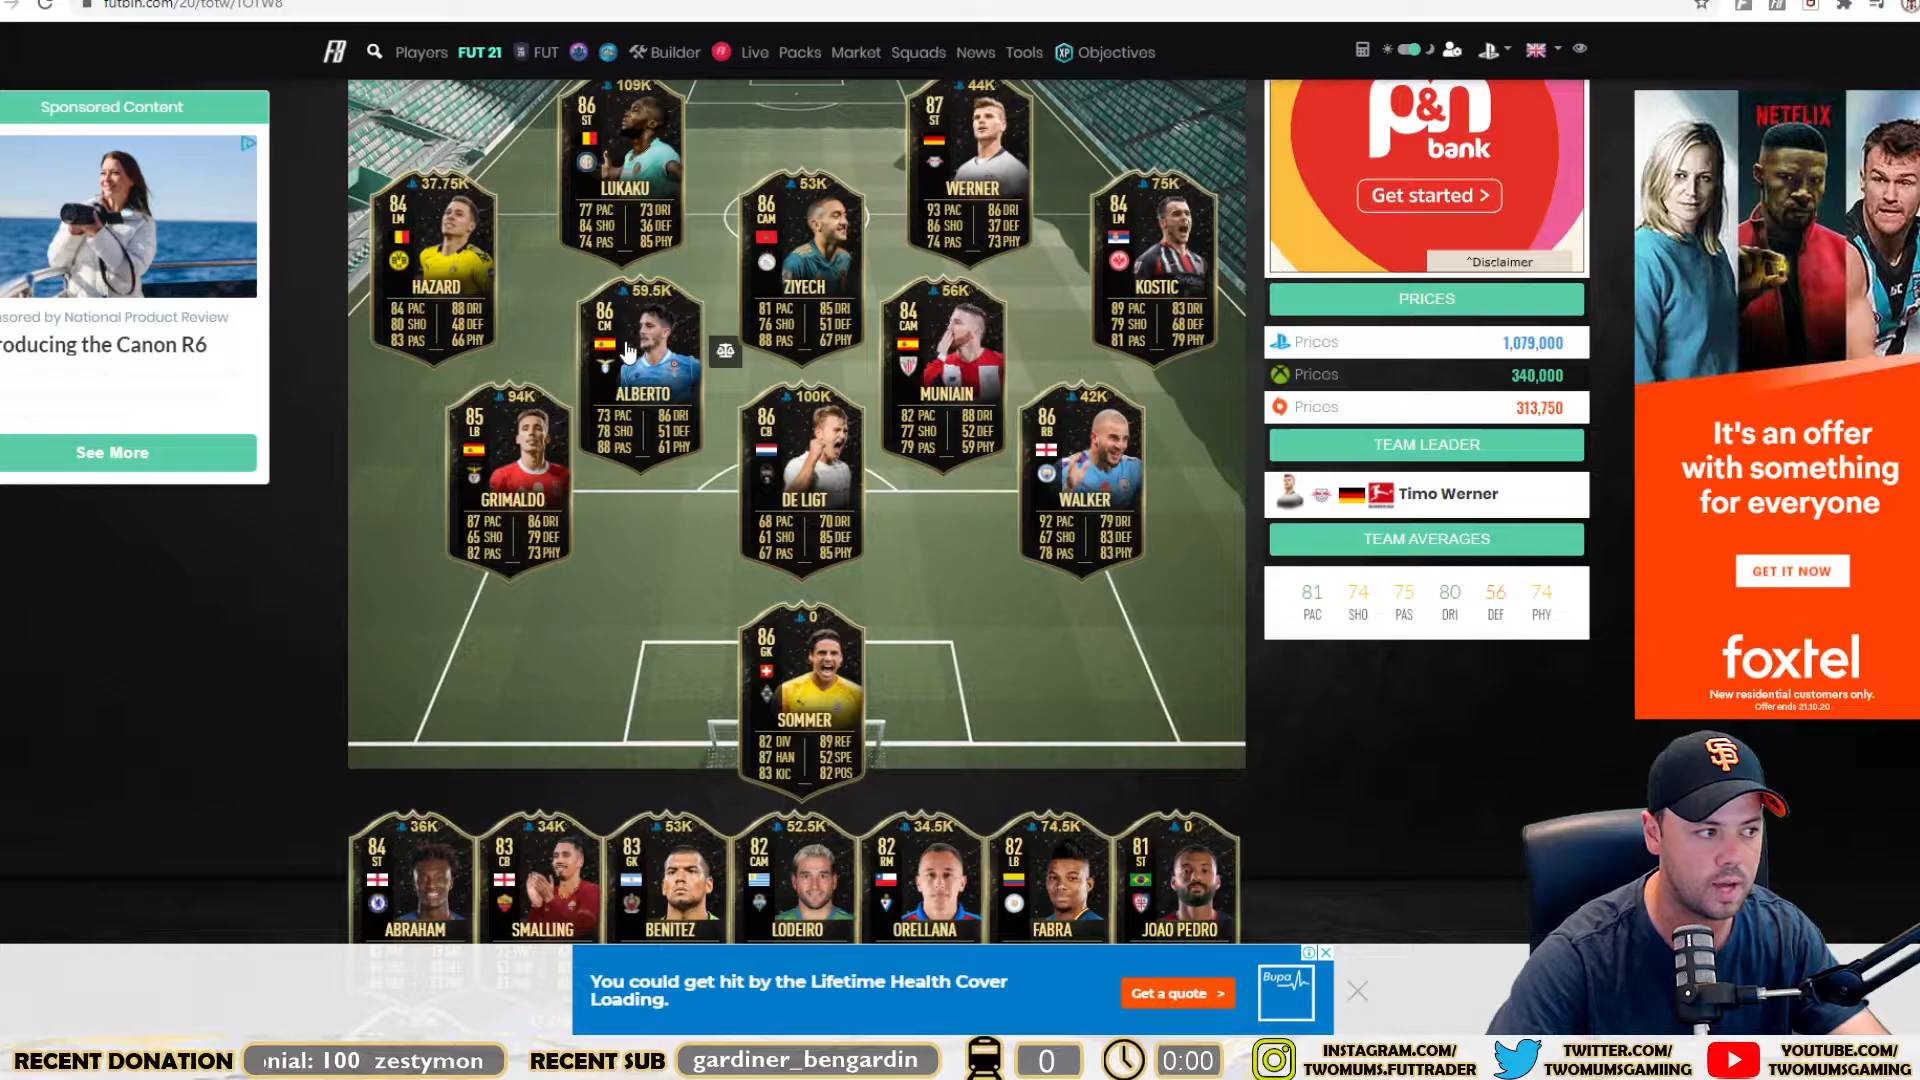 futbin.com/20/totw/TOTW8
Players
FUT 21
FUT
Builder
Live
Packs
Market
Squads
News
Tools
XP
Objectives
Sponsored Content
sored by National Product Review
roducing the Canon R6
See More
109K
86
ST
LUKAKU
77 PAC 73 DRI
84 SHO 36 DEF
74 PAS 85 PHY
44K
87
ST
WERNER
93 PAC 86 DRI
86 SHO 37 DEF
74 PAS 73 PHY
37.75K
84
LM
HAZARD
84 PAC 88 DRI
80 SHO 48 DEF
83 PAS 66 PHY
53K
86
CAM
ZIYECH
81 PAC 85 DRI
76 SHO 51 DEF
88 PAS 67 PHY
75K
84
LM
KOSTIC
89 PAC 83 DRI
79 SHO 68 DEF
81 PAS 79 PHY
59.5K
86
CM
ALBERTO
73 PAC 86 DRI
78 SHO 51 DEF
88 PAS 61 PHY
56K
84
CAM
MUNIAIN
82 PAC 88 DRI
77 SHO 52 DEF
79 PAS 59 PHY
94K
85
LB
GRIMALDO
87 PAC 86 DRI
65 SHO 79 DEF
82 PAS 73 PHY
100K
86
CB
DE LIGT
68 PAC 70 DRI
61 SHO 85 DEF
67 PAS 85 PHY
42K
86
RB
WALKER
92 PAC 79 DRI
67 SHO 83 DEF
78 PAS 83 PHY
0
86
GK
SOMMER
82 DIV 89 REF
87 HAN 52 SPE
83 KIC 82 POS
36K
84
ST
ABRAHAM
34K
83
CB
SMALLING
53K
83
GK
BENÍTEZ
52.5K
82
CAM
LODEIRO
34.5K
82
RM
ORELLANA
74.5K
82
LB
FABRA
0
81
ST
JOAO PEDRO
p&n
bank
Get started >
^Disclaimer
PRICES
Prices 1,079,000
Prices 340,000
Prices 313,750
TEAM LEADER
Timo Werner
TEAM AVERAGES
81 74 75 80 56 74
PAC SHO PAS DRI DEF PHY
NETFLIX
It's an offer
with something
for everyone
GET IT NOW
foxtel
New residential customers only.
Offer ends 21.10.20
You could get hit by the Lifetime Health Cover
Loading.
Get a quote >
Bupa
SF
RECENT DONATION
nial: 100 zestymon
RECENT SUB
gardiner_bengardin
0
0:00
INSTAGRAM.COM/
TWOMUMS.FUTTRADER
TWITTER.COM/
TWOMUMSGAMIING
YOUTUBE.COM/
TWOMUMSGAMING